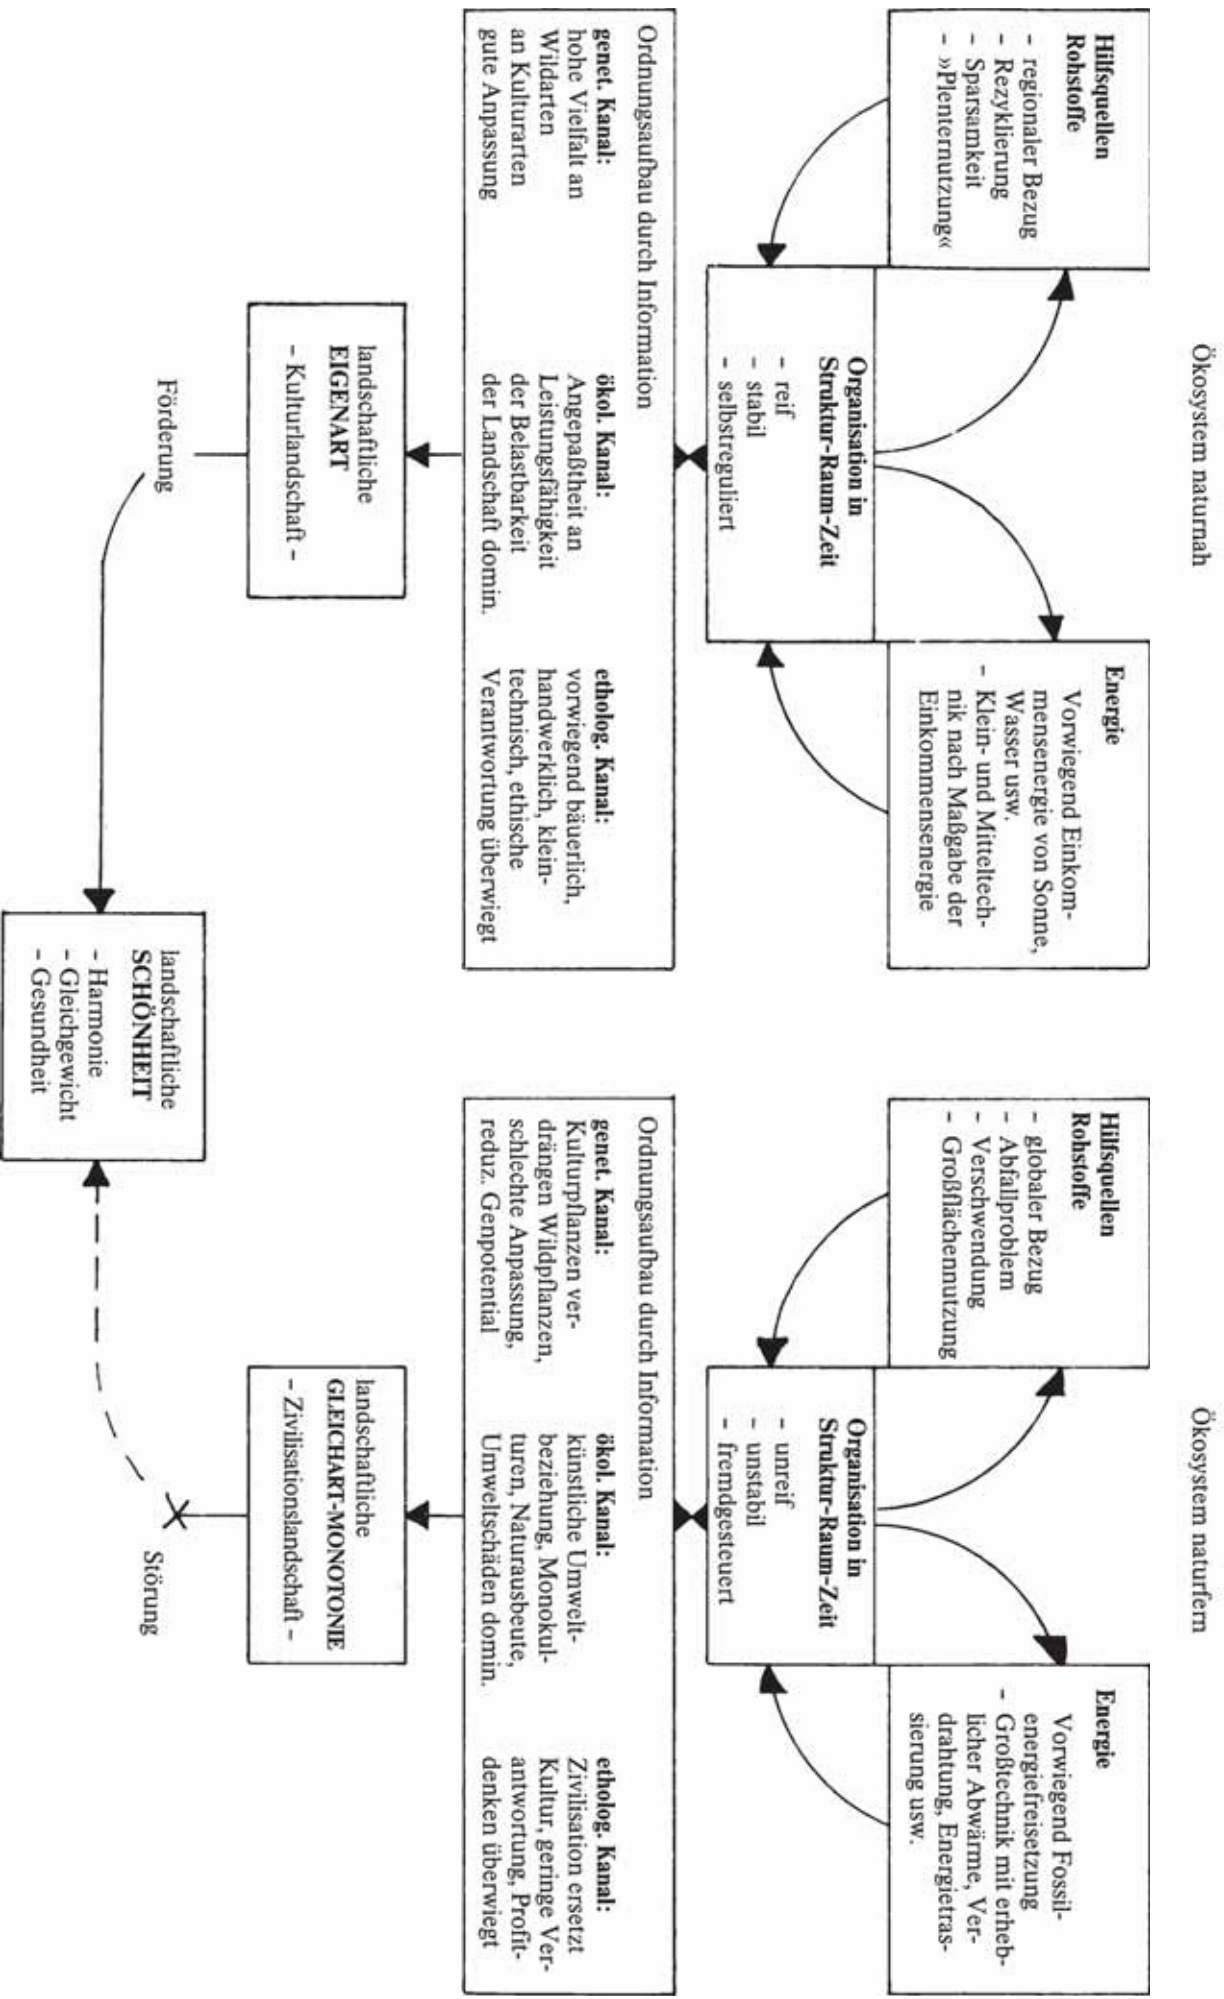 Ökosystem naturnah
Hilfsquellen
Rohstoffe
- regionaler Bezug
- Rezyklierung
- Sparsamkeit
- »Plenternutzung«
Organisation in
Struktur-Raum-Zeit
- reif
- stabil
- selbstreguliert
Energie
Vorwiegend Einkom-
mensenergie von Sonne,
Wasser usw.
- Klein- und Mitteltech-
nik nach Maßgabe der
Einkommensenergie
Ordnungsaufbau durch Information
genet. Kanal:
hohe Vielfalt an
Wildarten
an Kulturarten
gute Anpassung
ökol. Kanal:
Angepaßtheit an
Leistungsfähigkeit
der Belastbarkeit
der Landschaft domin.
etholog. Kanal:
vorwiegend bäuerlich,
handwerklich, klein-
technisch, ethische
Verantwortung überwiegt
landschaftliche
EIGENART
- Kulturlandschaft -
Förderung
landschaftliche
SCHÖNHEIT
- Harmonie
- Gleichgewicht
- Gesundheit
Ökosystem naturfern
Hilfsquellen
Rohstoffe
- globaler Bezug
- Abfallproblem
- Verschwendung
- Großflächennutzung
Organisation in
Struktur-Raum-Zeit
- unreif
- unstabil
- fremdgesteuert
Energie
Vorwiegend Fossil-
energiefreisetzung
- Großtechnik mit erheb-
licher Abwärme, Ver-
drahtung, Energietras-
sierung usw.
Ordnungsaufbau durch Information
genet. Kanal:
Kulturpflanzen ver-
drängen Wildpflanzen,
schlechte Anpassung,
reduz. Genpotential
ökol. Kanal:
künstliche Umwelt-
beziehung, Monokul-
turen, Naturausbeute,
Umweltschäden domin.
etholog. Kanal:
Zivilisation ersetzt
Kultur, geringe Ver-
antwortung, Profit-
denken überwiegt
landschaftliche
GLEICHART-MONOTONIE
- Zivilisationslandschaft -
Störung